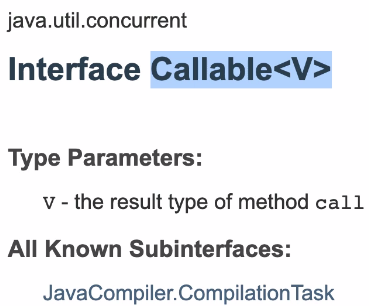 java.util.concurrent
Interface Callable<V>
Type Parameters:
V - the result type of method call
All Known Subinterfaces:
JavaCompiler.CompilationTask